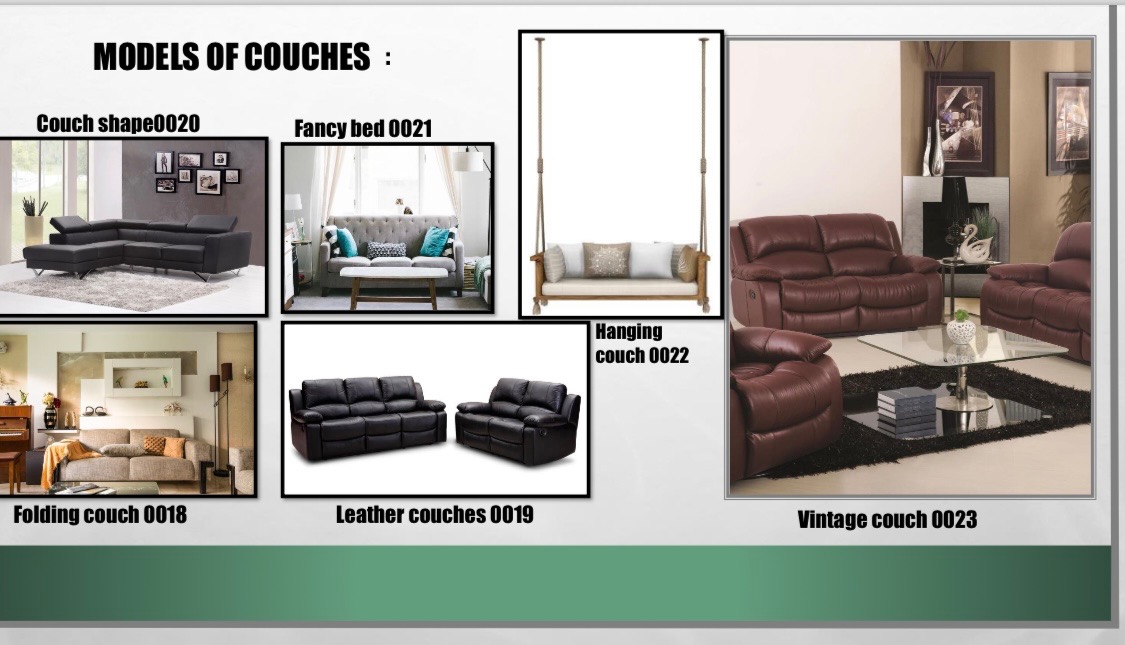 MODELS OF COUCHES :
Couch shape0020
Fancy bed 0021
Hanging
couch 0022
Folding couch 0018
Leather couches 0019
Vintage couch 0023